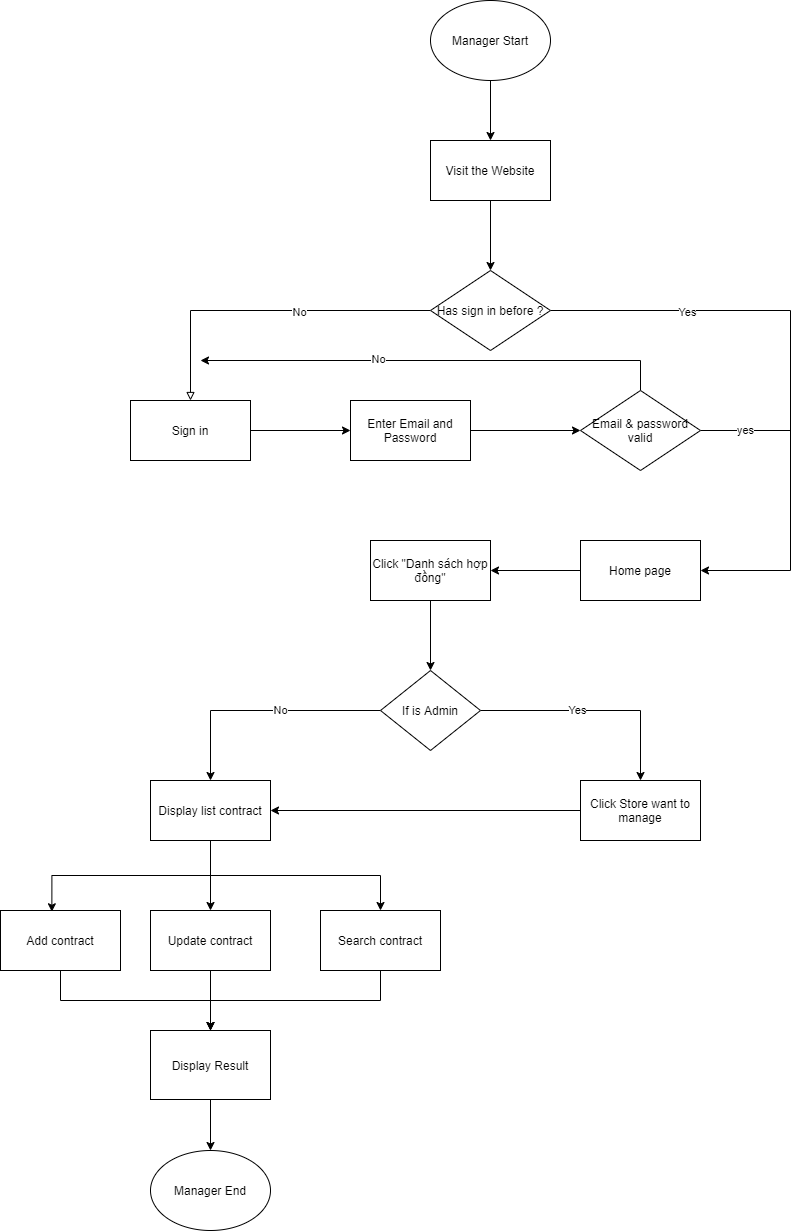 Manager Start
Visit the Website
Has sign in before ?
No
Yes
No
Sign in
Enter Email and
Password
Email & password
valid
yes
Click "Danh sách hợp
đồng"
Home page
If is Admin
No
Yes
Display list contract
Click Store want to
manage
Add contract
Update contract
Search contract
Display Result
Manager End